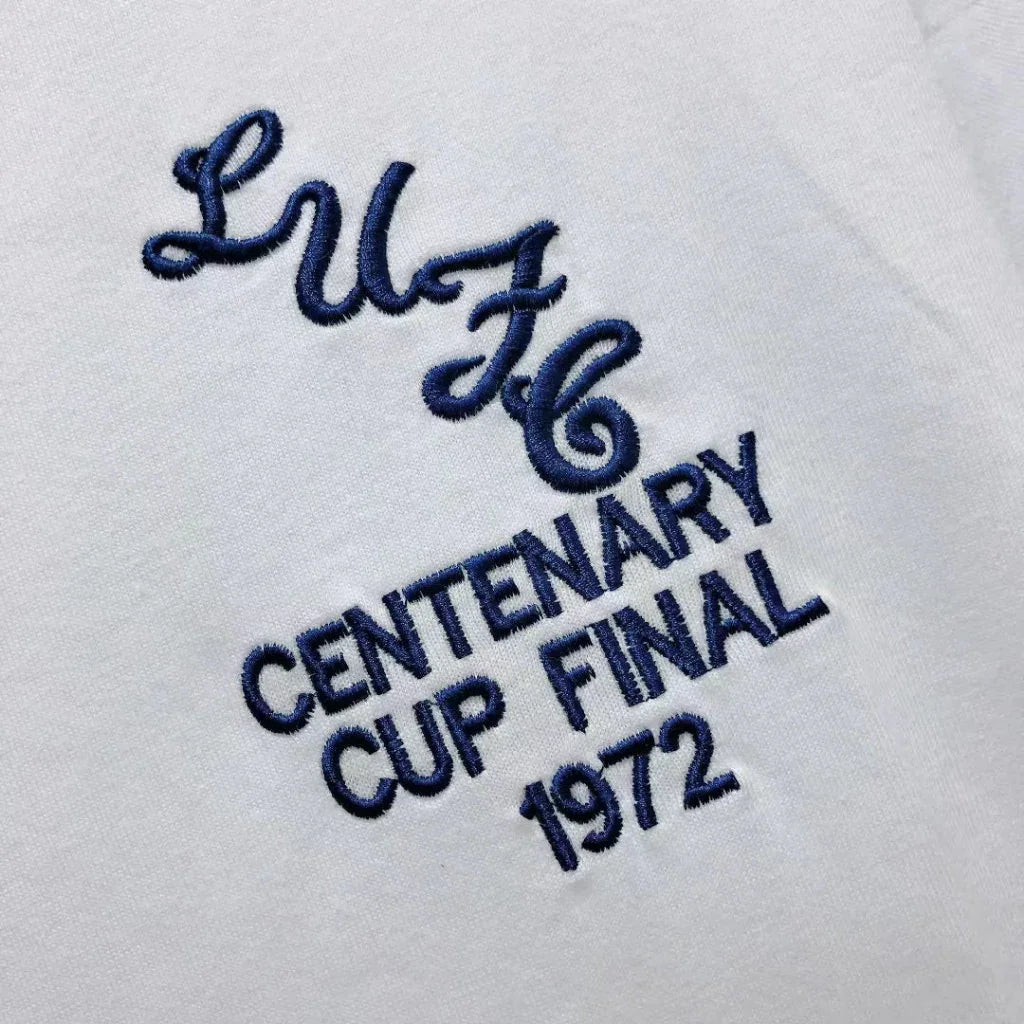 LUFC
CENTENARY
CUP FINAL
1972